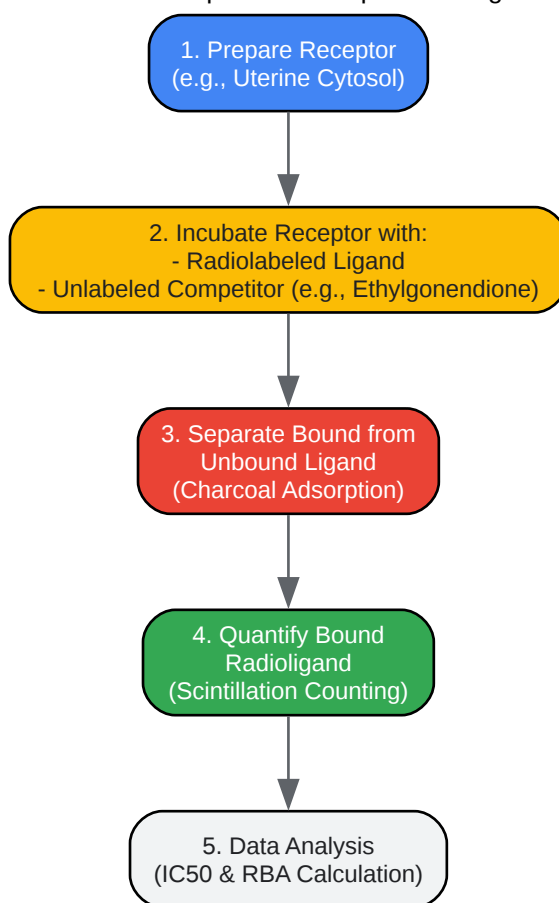 1. Prepare Receptor
(e.g., Uterine Cytosol)
2. Incubate Receptor with:
- Radiolabeled Ligand
- Unlabeled Competitor (e.g., Ethylgonendione)
3. Separate Bound from
Unbound Ligand
(Charcoal Adsorption)
4. Quantify Bound
Radioligand
(Scintillation Counting)
5. Data Analysis
(IC50 & RBA Calculation)